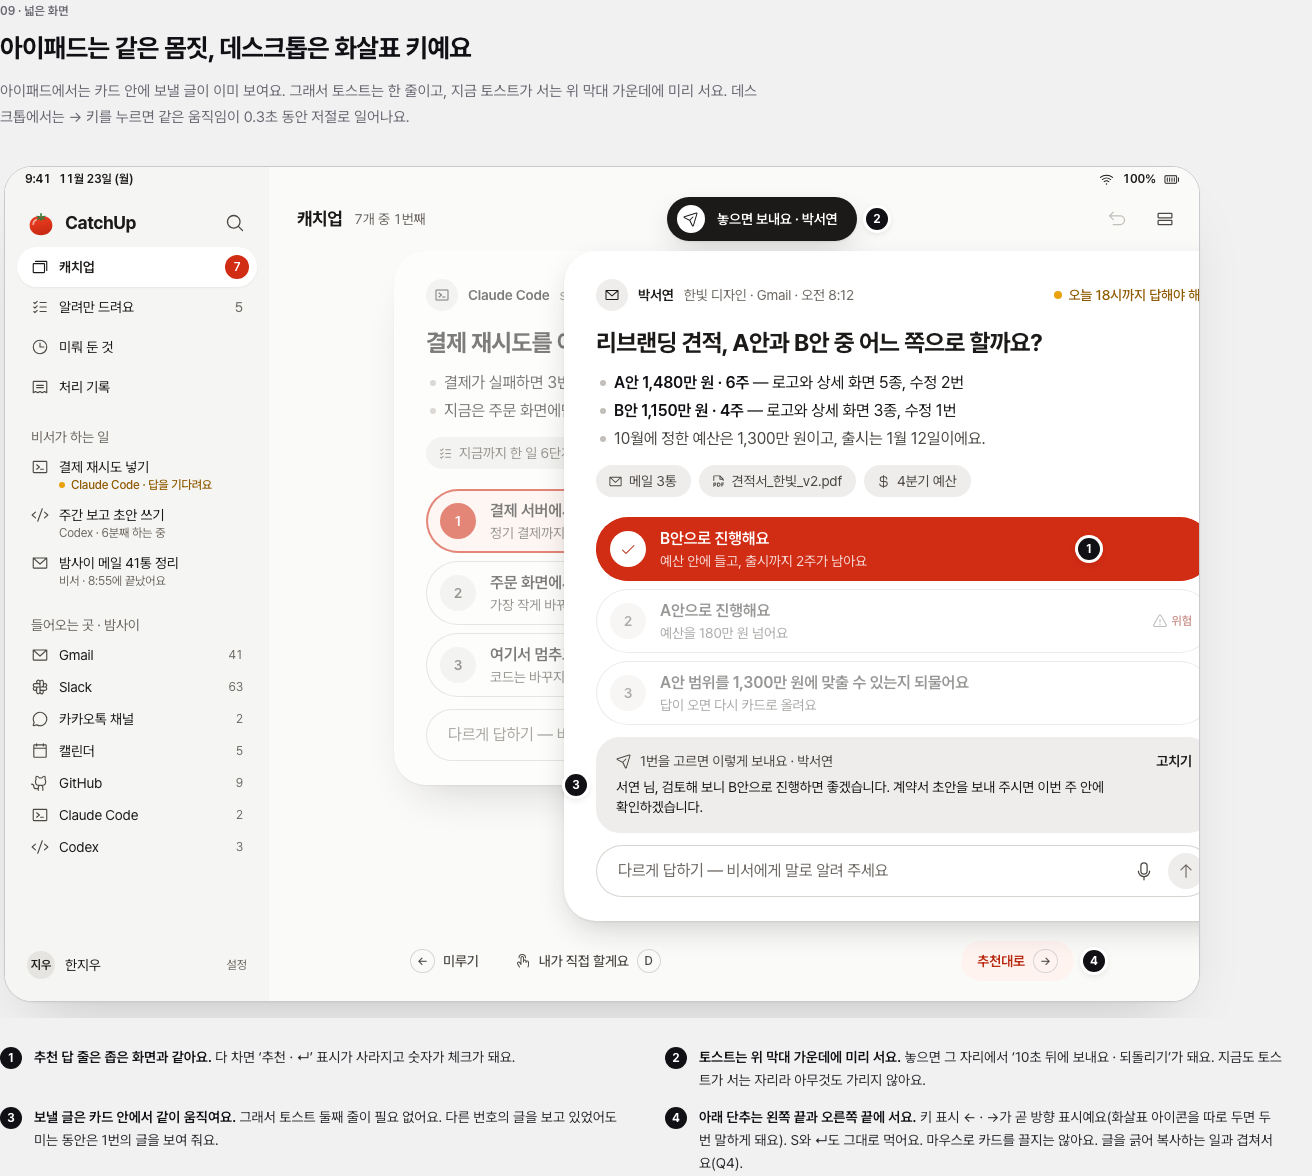 09 · 넓은 화면
아이패드는 같은 몸짓, 데스크톱은 화살표 키예요
아이패드에서는 카드 안에 보낼 글이 이미 보여요. 그래서 토스트는 한 줄이고, 지금 토스트가 서는 위 막대 가운데에 미리 서요. 데스
크톱에서는 → 키를 누르면 같은 움직임이 0.3초 동안 저절로 일어나요.
9:41 11월 23일 (월)
100%
CatchUp
캐치업 7
알려만 드려요 5
미뤄 둔 것
처리 기록
비서가 하는 일
결제 재시도 넣기
Claude Code · 답을 기다려요
주간 보고 초안 쓰기
Codex · 6분째 하는 중
밤사이 메일 41통 정리
비서 · 8:55에 끝났어요
들어오는 곳 · 밤사이
Gmail 41
Slack 63
카카오톡 채널 2
캘린더 5
GitHub 9
Claude Code 2
Codex 3
지우 한지우 설정
캐치업 7개 중 1번째
놓으면 보내요 · 박서연 2
Claude Code
결제 재시도를
결제가 실패하면 3번
지금은 주문 화면에만
지금까지 한 일 6단계
1 결제 서버에서
정기 결제까지
2 주문 화면에서
가장 작게 바꿔
3 여기서 멈추
코드는 바꾸지
다르게 답하기 —
박서연 한빛 디자인 · Gmail · 오전 8:12
오늘 18시까지 답해야 해
리브랜딩 견적, A안과 B안 중 어느 쪽으로 할까요?
A안 1,480만 원 · 6주 — 로고와 상세 화면 5종, 수정 2번
B안 1,150만 원 · 4주 — 로고와 상세 화면 3종, 수정 1번
10월에 정한 예산은 1,300만 원이고, 출시는 1월 12일이에요.
메일 3통
PDF 견적서_한빛_v2.pdf
$ 4분기 예산
B안으로 진행해요
예산 안에 들고, 출시까지 2주가 남아요
1
2 A안으로 진행해요
예산을 180만 원 넘어요
위험
3 A안 범위를 1,300만 원에 맞출 수 있는지 되물어요
답이 오면 다시 카드로 올려요
3
1번을 고르면 이렇게 보내요 · 박서연 고치기
서연 님, 검토해 보니 B안으로 진행하면 좋겠습니다. 계약서 초안을 보내 주시면 이번 주 안에
확인하겠습니다.
다르게 답하기 — 비서에게 말로 알려 주세요
← 미루기
내가 직접 할게요 D
추천대로 → 4
1 추천 답 줄은 좁은 화면과 같아요. 다 차면 ‘추천 · ↵’ 표시가 사라지고 숫자가 체크가 돼요.
2 토스트는 위 막대 가운데에 미리 서요. 놓으면 그 자리에서 ‘10초 뒤에 보내요 · 되돌리기’가 돼요. 지금도 토스
트가 서는 자리라 아무것도 가리지 않아요.
3 보낼 글은 카드 안에서 같이 움직여요. 그래서 토스트 둘째 줄이 필요 없어요. 다른 번호의 글을 보고 있었어도
미는 동안은 1번의 글을 보여 줘요.
4 아래 단추는 왼쪽 끝과 오른쪽 끝에 서요. 키 표시 ← · →가 곧 방향 표시예요(화살표 아이콘을 따로 두면 두
번 말하게 돼요). S와 ↵도 그대로 먹어요. 마우스로 카드를 끌지는 않아요. 글을 긁어 복사하는 일과 겹쳐서
요(Q4).